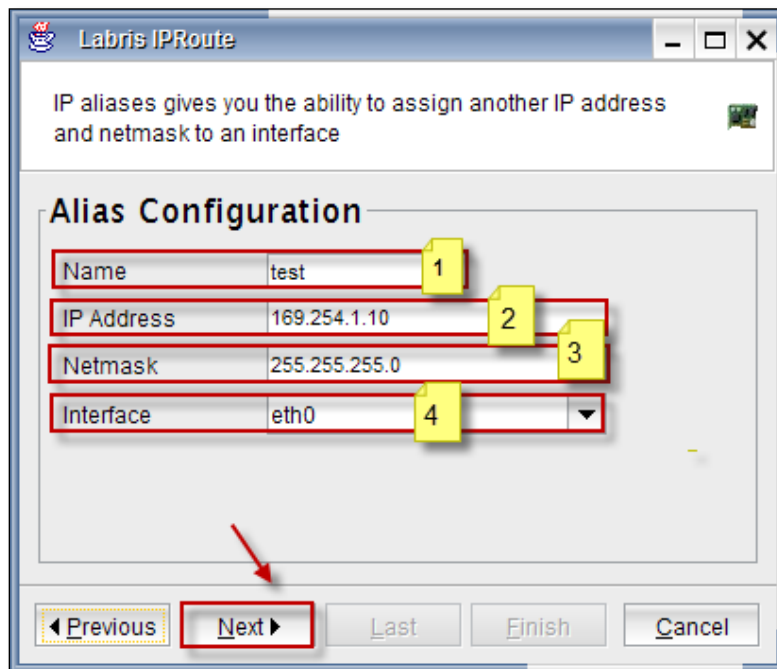 Labris IPRoute
IP aliases gives you the ability to assign another IP address
and netmask to an interface
Alias Configuration
Name test 1
IP Address 169.254.1.10 2
Netmask 255.255.255.0 3
Interface eth0 4
Previous Next Last Finish Cancel